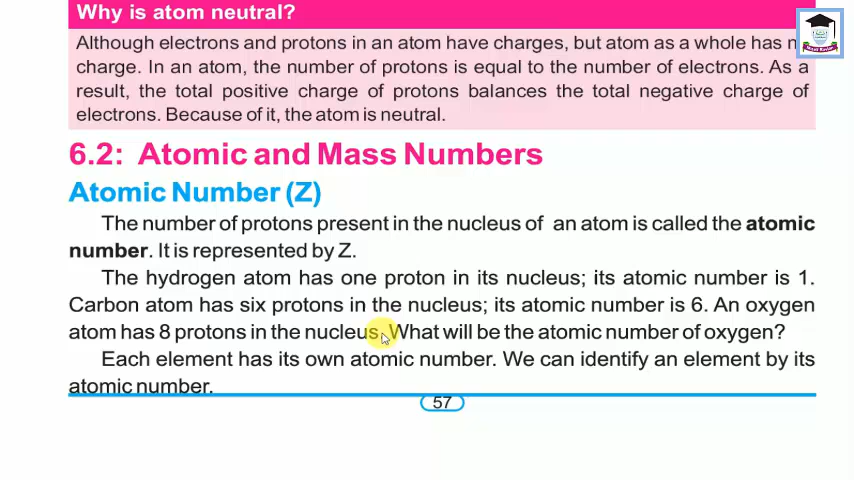 Why is atom neutral?
Although electrons and protons in an atom have charges, but atom as a whole has
charge. In an atom, the number of protons is equal to the number of electrons. As a
result, the total positive charge of protons balances the total negative charge of
electrons. Because of it, the atom is neutral.
6.2: Atomic and Mass Numbers
Atomic Number (Z)
The number of protons present in the nucleus of an atom is called the atomic
number. It is represented by Z.
The hydrogen atom has one proton in its nucleus; its atomic number is 1.
Carbon atom has six protons in the nucleus; its atomic number is 6. An oxygen
atom has 8 protons in the nucleus. What will be the atomic number of oxygen?
Each element has its own atomic number. We can identify an element by its
atomic number.
57